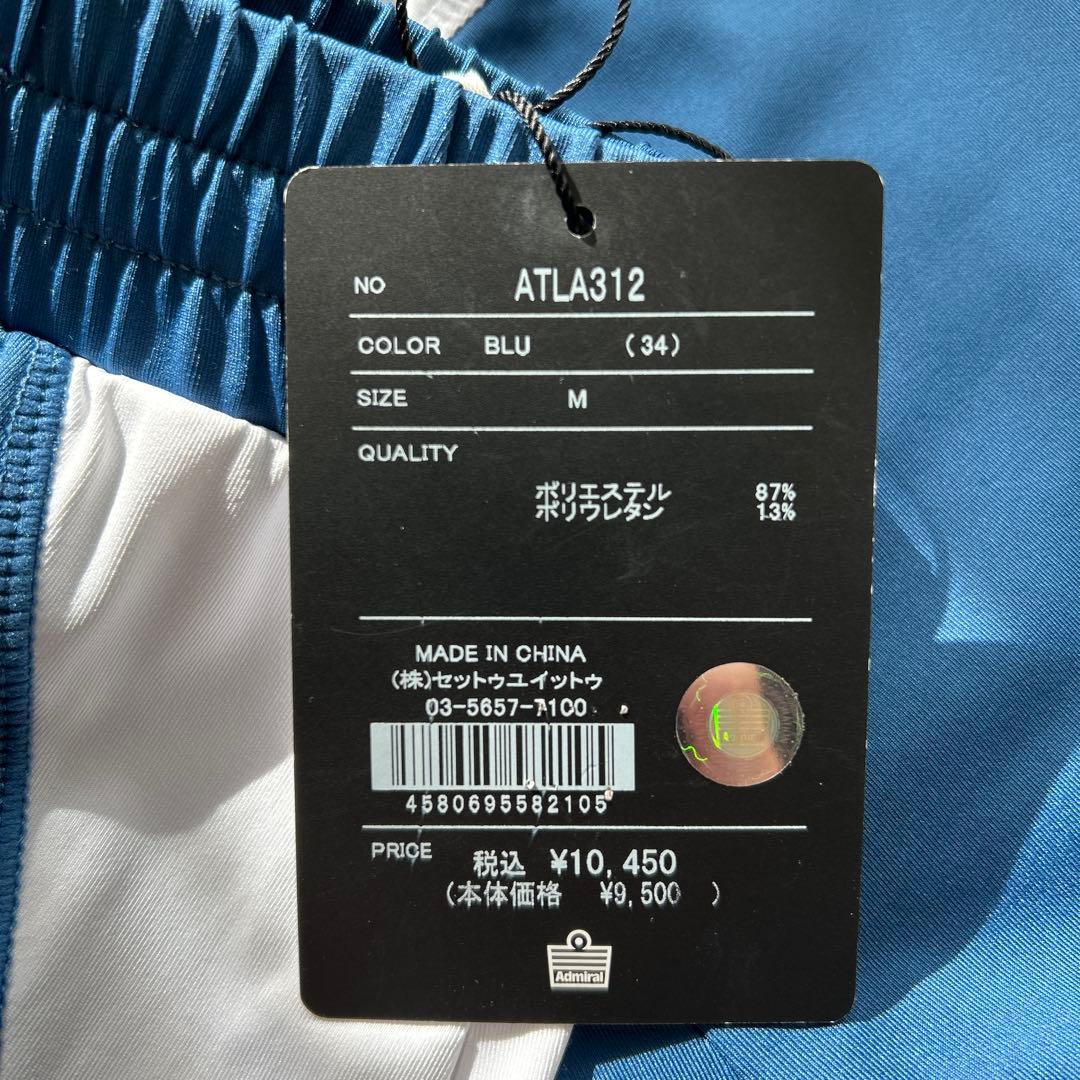 NO ATLA312
COLOR BLU (34)
SIZE M
QUALITY
ポリエステル 87%
ポリウレタン 13%
MADE IN CHINA
(株)セットゥユイットゥ
03-5657-7100
4580695582105
PRICE 税込 ¥10,450
(本体価格 ¥9,500 )
Admiral